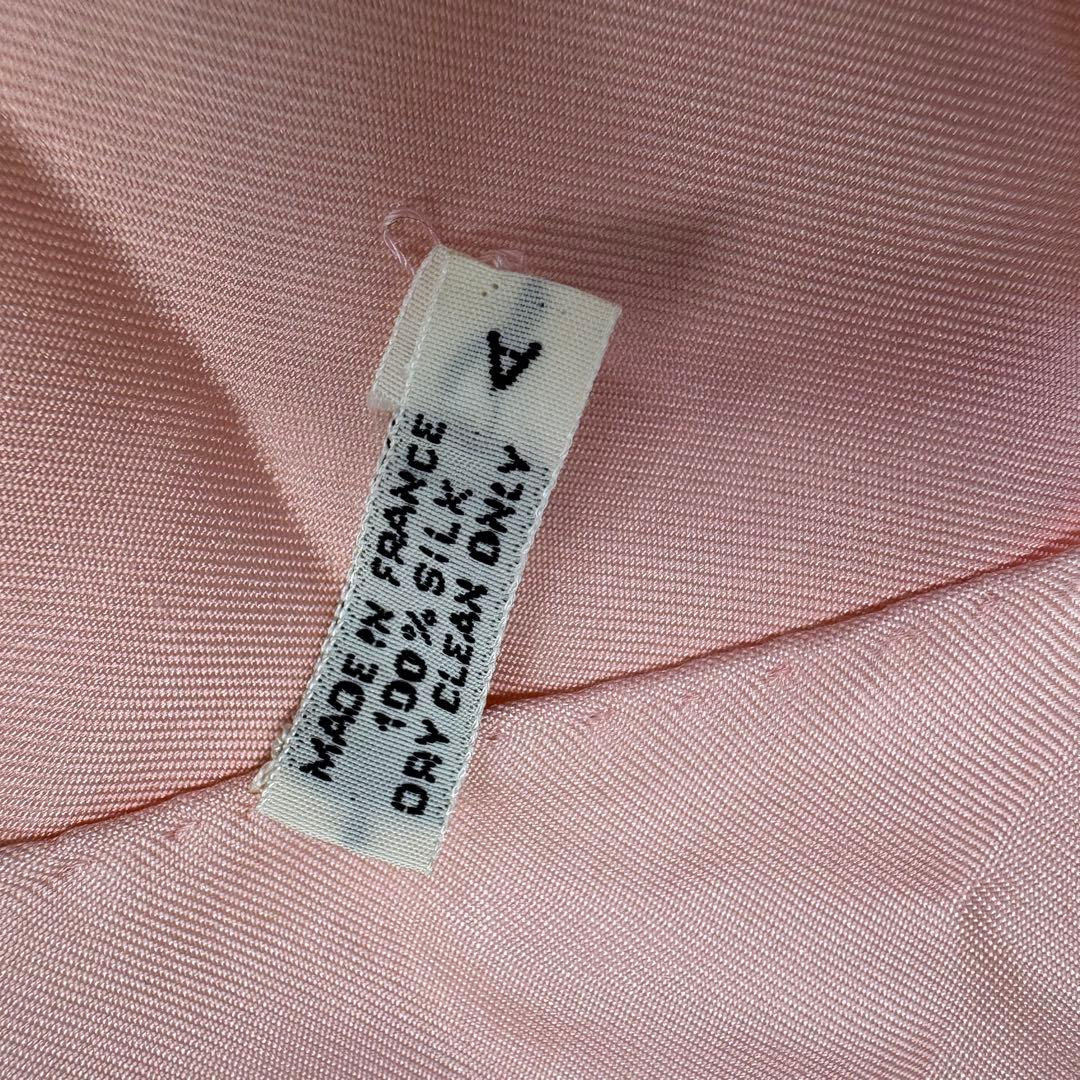 MADE IN FRANCE
100% SILK
DRY CLEAN ONLY
A